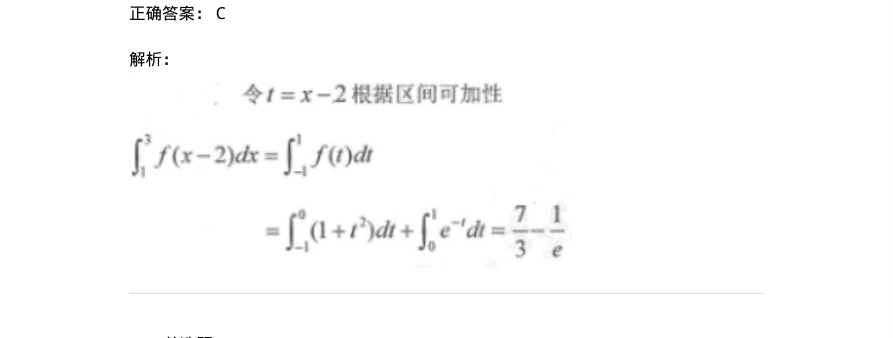 正确答案： C
解析：
令t=x−2根据区间可加性
∫₁³ f(x−2)dx = ∫₋₁¹ f(t)dt
= ∫₋₁⁰ (1+t²)dt + ∫₀¹ e⁻ᵗdt = 7/3 − 1/e